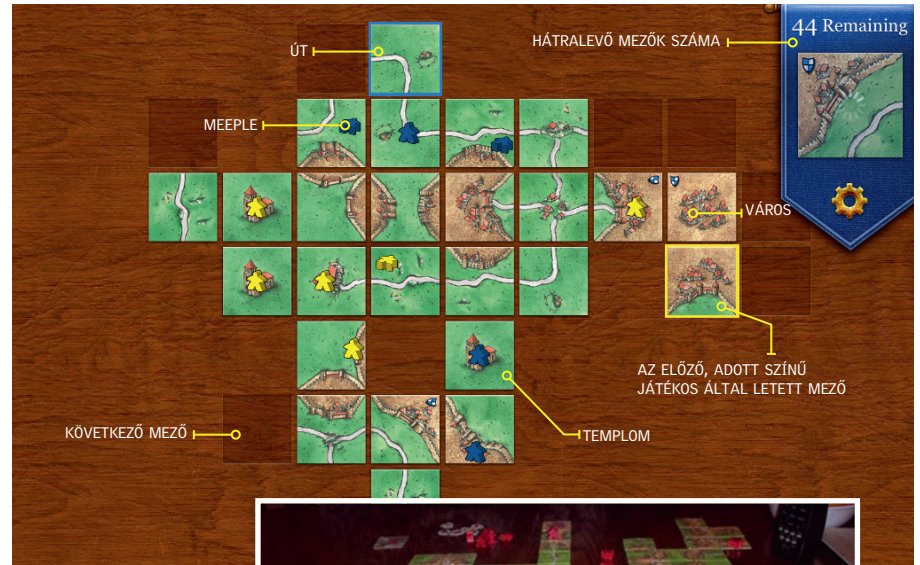 ÚT
HÁTRALEVŐ MEZŐK SZÁMA
44 Remaining
MEEPLE
VÁROS
AZ ELŐZŐ, ADOTT SZÍNŰ
JÁTÉKOS ÁLTAL LETETT MEZŐ
KÖVETKEZŐ MEZŐ
TEMPLOM